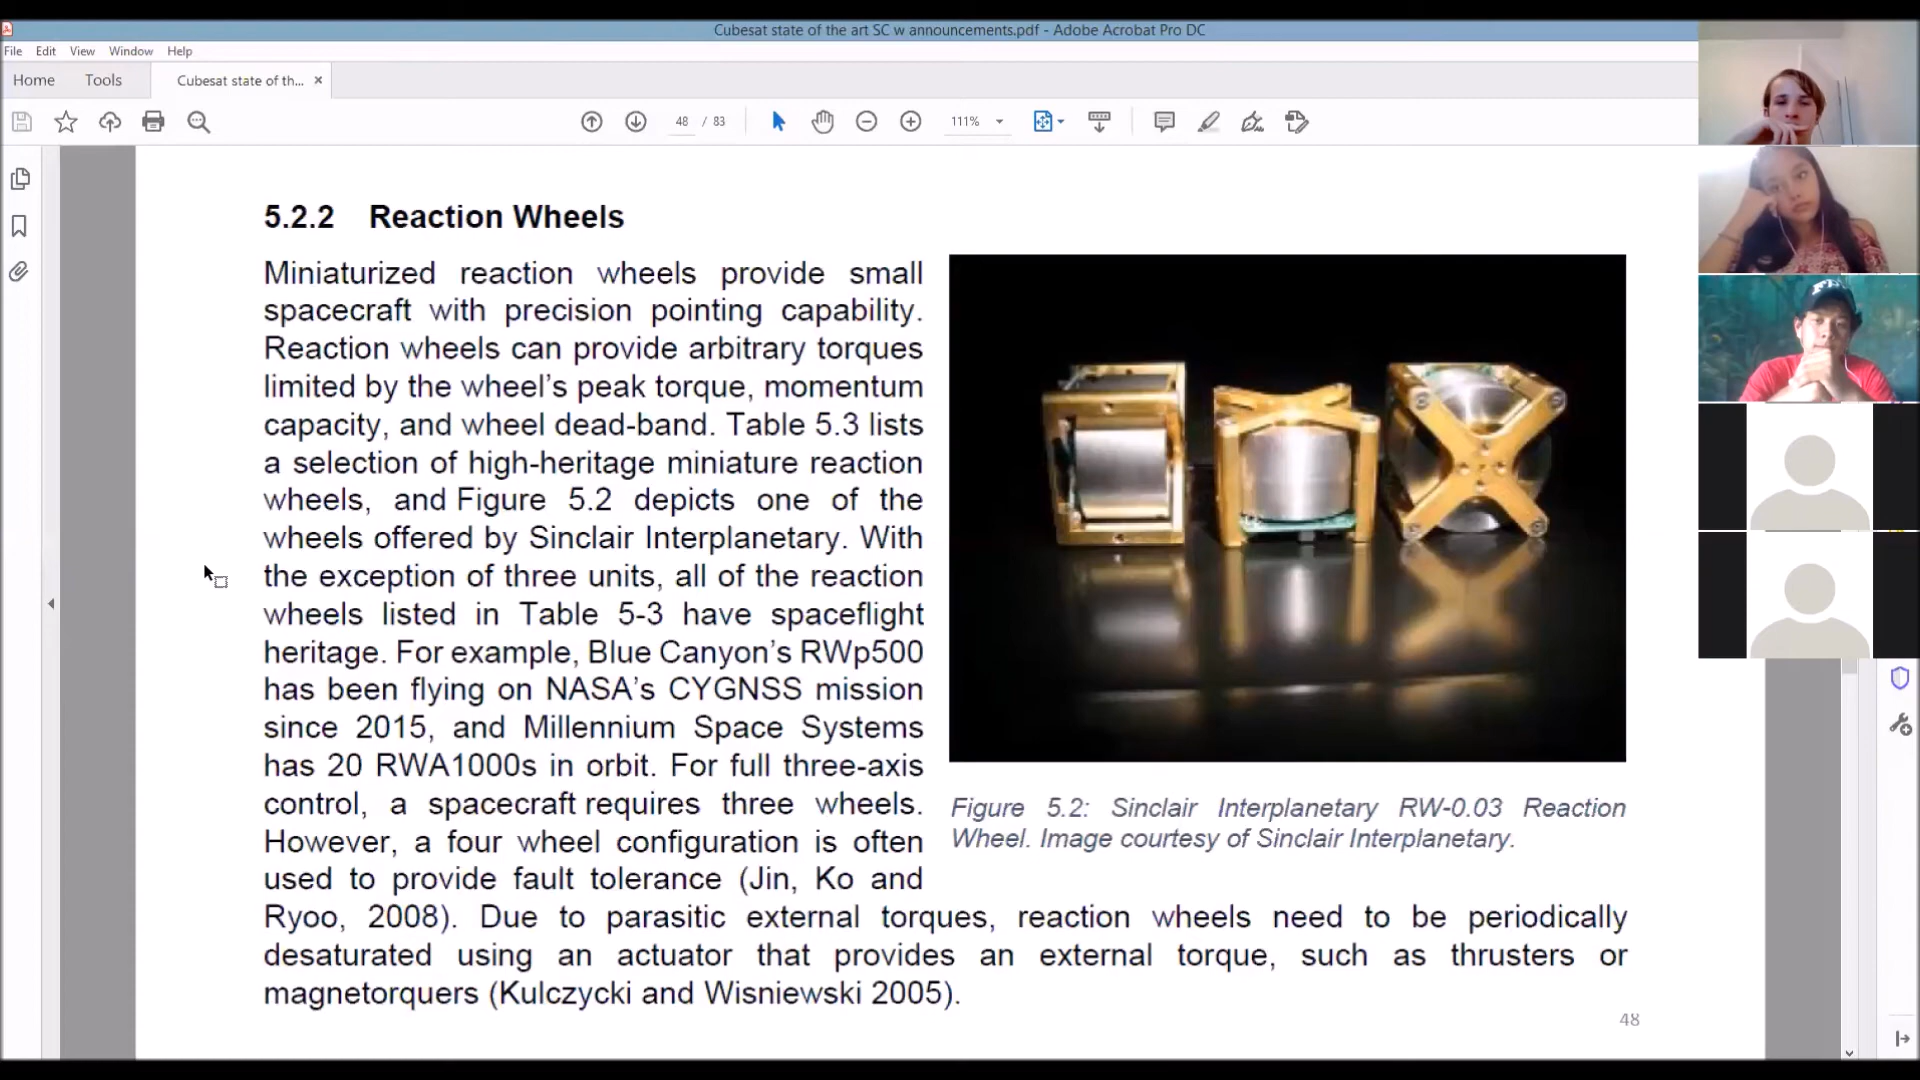 Cubesat state of the art SC w announcements.pdf - Adobe Acrobat Pro DC
File Edit View Window Help
Home Tools Cubesat state of th... ×
48 / 83 111%
5.2.2 Reaction Wheels
Miniaturized reaction wheels provide small
spacecraft with precision pointing capability.
Reaction wheels can provide arbitrary torques
limited by the wheel's peak torque, momentum
capacity, and wheel dead-band. Table 5.3 lists
a selection of high-heritage miniature reaction
wheels, and Figure 5.2 depicts one of the
wheels offered by Sinclair Interplanetary. With
the exception of three units, all of the reaction
wheels listed in Table 5-3 have spaceflight
heritage. For example, Blue Canyon's RWp500
has been flying on NASA's CYGNSS mission
since 2015, and Millennium Space Systems
has 20 RWA1000s in orbit. For full three-axis
control, a spacecraft requires three wheels.
However, a four wheel configuration is often
used to provide fault tolerance (Jin, Ko and
Ryoo, 2008). Due to parasitic external torques, reaction wheels need to be periodically
desaturated using an actuator that provides an external torque, such as thrusters or
magnetorquers (Kulczycki and Wisniewski 2005).
Figure 5.2: Sinclair Interplanetary RW-0.03 Reaction
Wheel. Image courtesy of Sinclair Interplanetary.
48